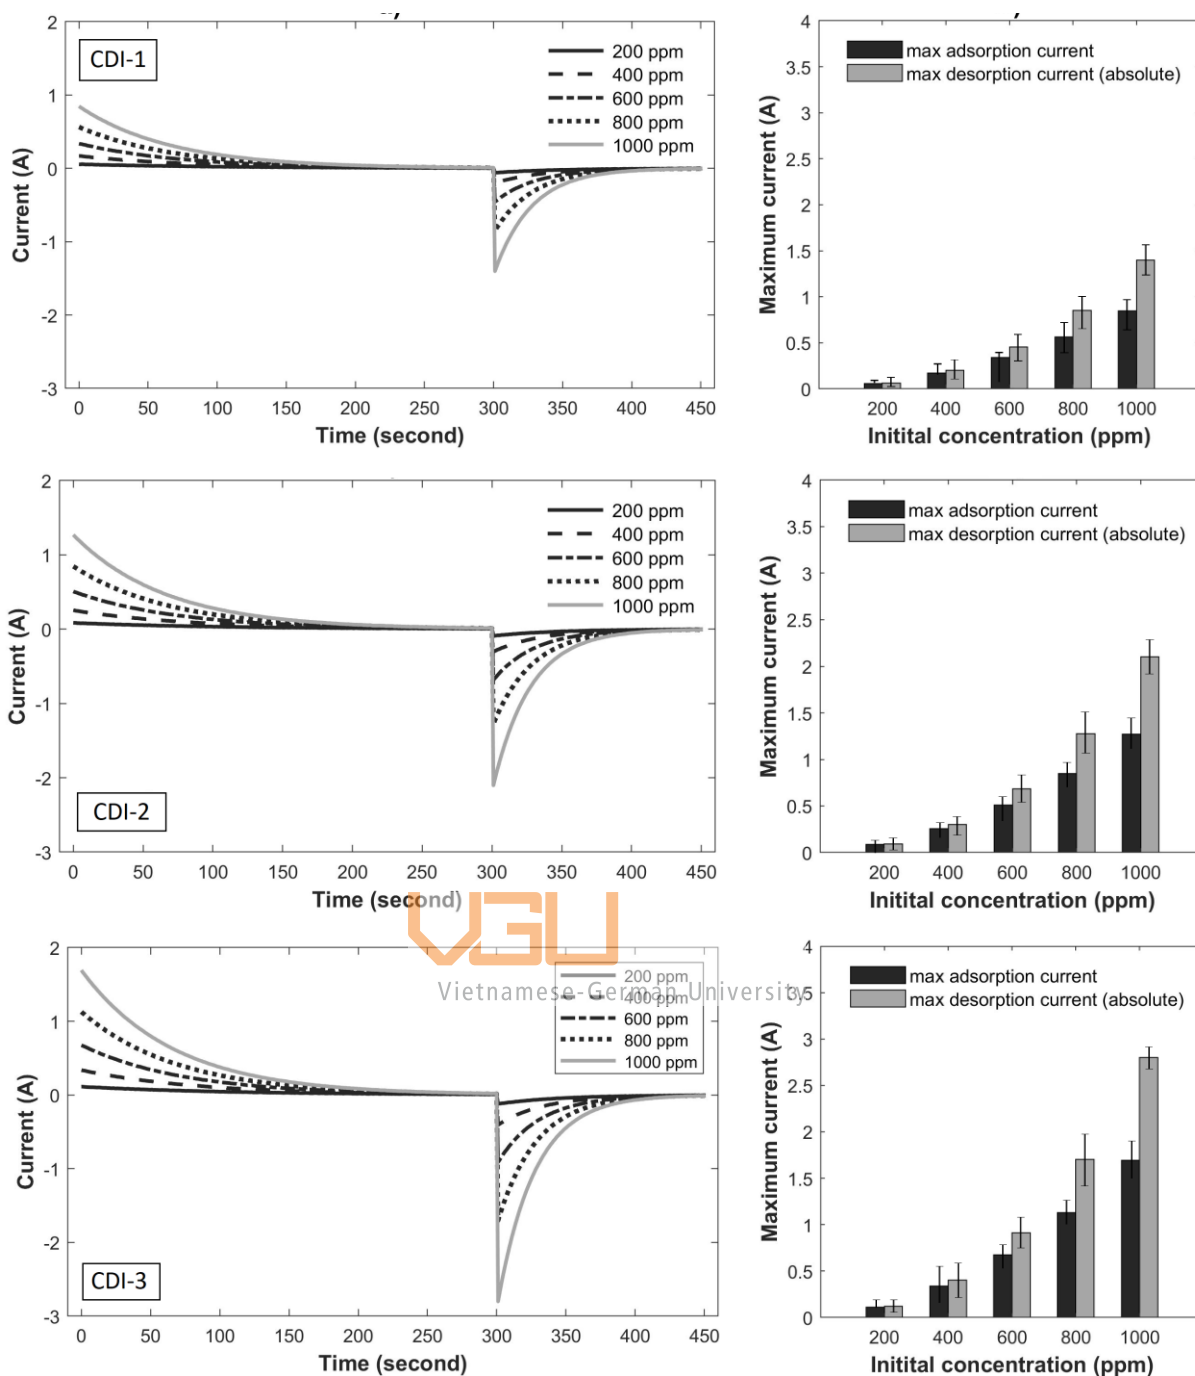 CDI-1
200 ppm
400 ppm
600 ppm
800 ppm
1000 ppm
2
1
0
-1
-2
-3
Current (A)
0 50 100 150 200 250 300 350 400 450
Time (second)
max adsorption current
max desorption current (absolute)
4
3.5
3
2.5
2
1.5
1
0.5
0
Maximum current (A)
200 400 600 800 1000
Initital concentration (ppm)
CDI-2
200 ppm
400 ppm
600 ppm
800 ppm
1000 ppm
2
1
0
-1
-2
-3
Current (A)
0 50 100 150 200 250 300 350 400 450
Time (second)
max adsorption current
max desorption current (absolute)
4
3.5
3
2.5
2
1.5
1
0.5
0
Maximum current (A)
200 400 600 800 1000
Initital concentration (ppm)
VGU
Vietnamese-German University
CDI-3
200 ppm
400 ppm
600 ppm
800 ppm
1000 ppm
2
1
0
-1
-2
-3
Current (A)
0 50 100 150 200 250 300 350 400 450
Time (second)
max adsorption current
max desorption current (absolute)
4
3.5
3
2.5
2
1.5
1
0.5
0
Maximum current (A)
200 400 600 800 1000
Initital concentration (ppm)